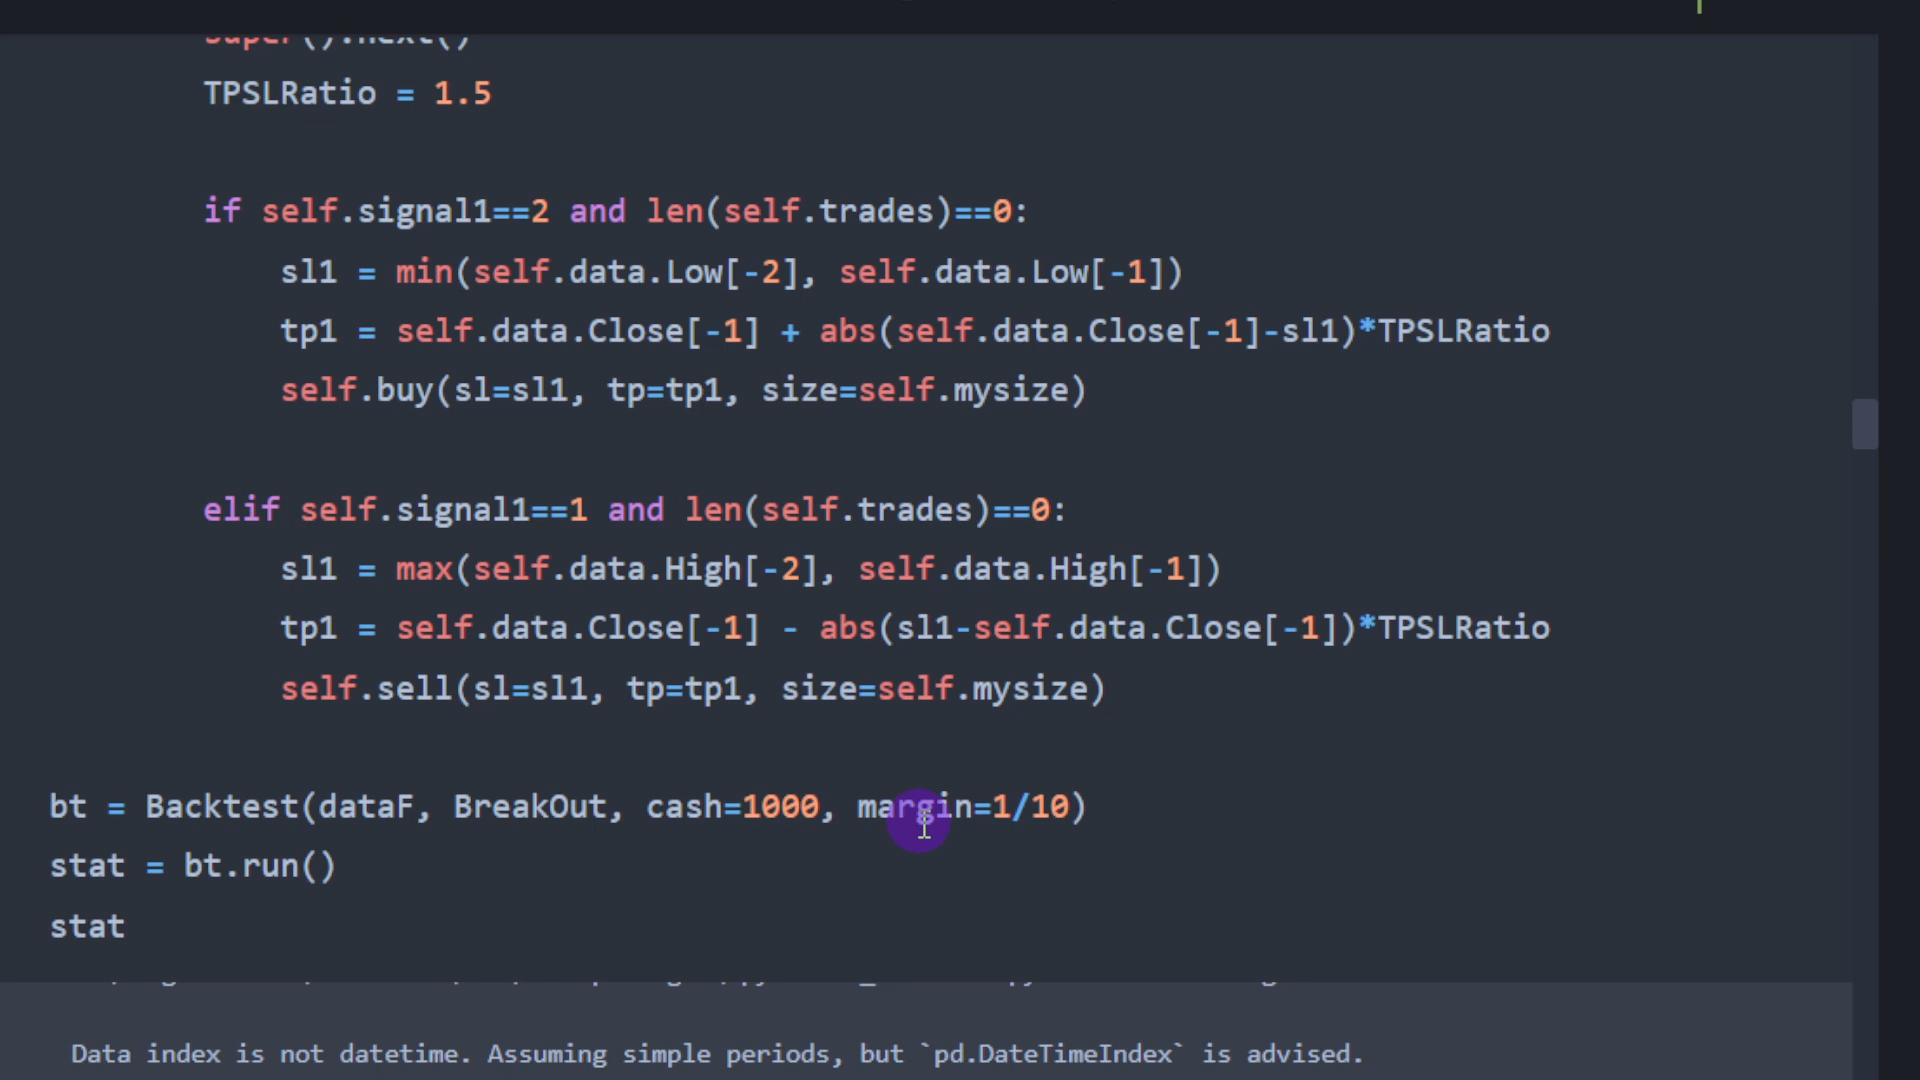 super().next()
TPSLRatio = 1.5
if self.signal1==2 and len(self.trades)==0:
sl1 = min(self.data.Low[-2], self.data.Low[-1])
tp1 = self.data.Close[-1] + abs(self.data.Close[-1]-sl1)*TPSLRatio
self.buy(sl=sl1, tp=tp1, size=self.mysize)
elif self.signal1==1 and len(self.trades)==0:
sl1 = max(self.data.High[-2], self.data.High[-1])
tp1 = self.data.Close[-1] - abs(sl1-self.data.Close[-1])*TPSLRatio
self.sell(sl=sl1, tp=tp1, size=self.mysize)
bt = Backtest(dataF, BreakOut, cash=1000, margin=1/10)
stat = bt.run()
stat
Data index is not datetime. Assuming simple periods, but `pd.DateTimeIndex` is advised.